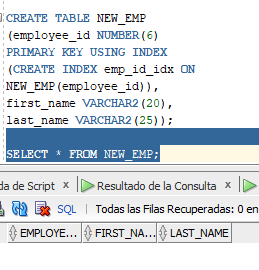 CREATE TABLE NEW_EMP
(employee_id NUMBER(6)
PRIMARY KEY USING INDEX
(CREATE INDEX emp_id_idx ON
NEW_EMP(employee_id)),
first_name VARCHAR2(20),
last_name VARCHAR2(25));
SELECT * FROM NEW_EMP;
da de Script x Resultado de la Consulta x
SQL | Todas las Filas Recuperadas: 0 en
EMPLOYE... FIRST_NA... LAST_NAME